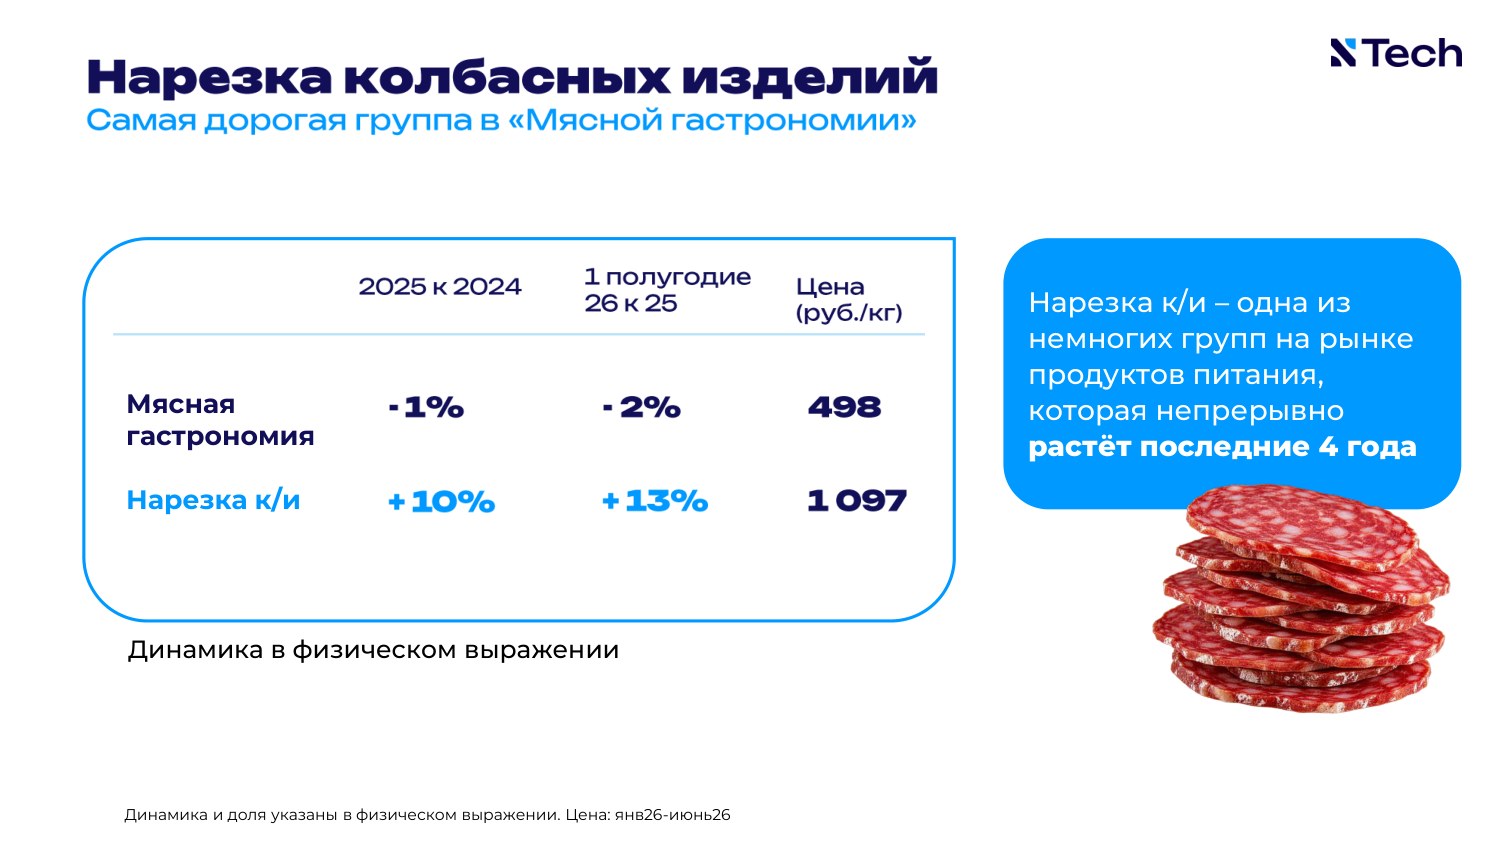 Нарезка колбасных изделий
Самая дорогая группа в «Мясной гастрономии»
Tech
2025 к 2024
1 полугодие
26 к 25
Цена
(руб./кг)
Мясная
гастрономия
- 1%
- 2%
498
Нарезка к/и
+ 10%
+ 13%
1 097
Динамика в физическом выражении
Нарезка к/и – одна из
немногих групп на рынке
продуктов питания,
которая непрерывно
растёт последние 4 года
Динамика и доля указаны в физическом выражении. Цена: янв26-июнь26